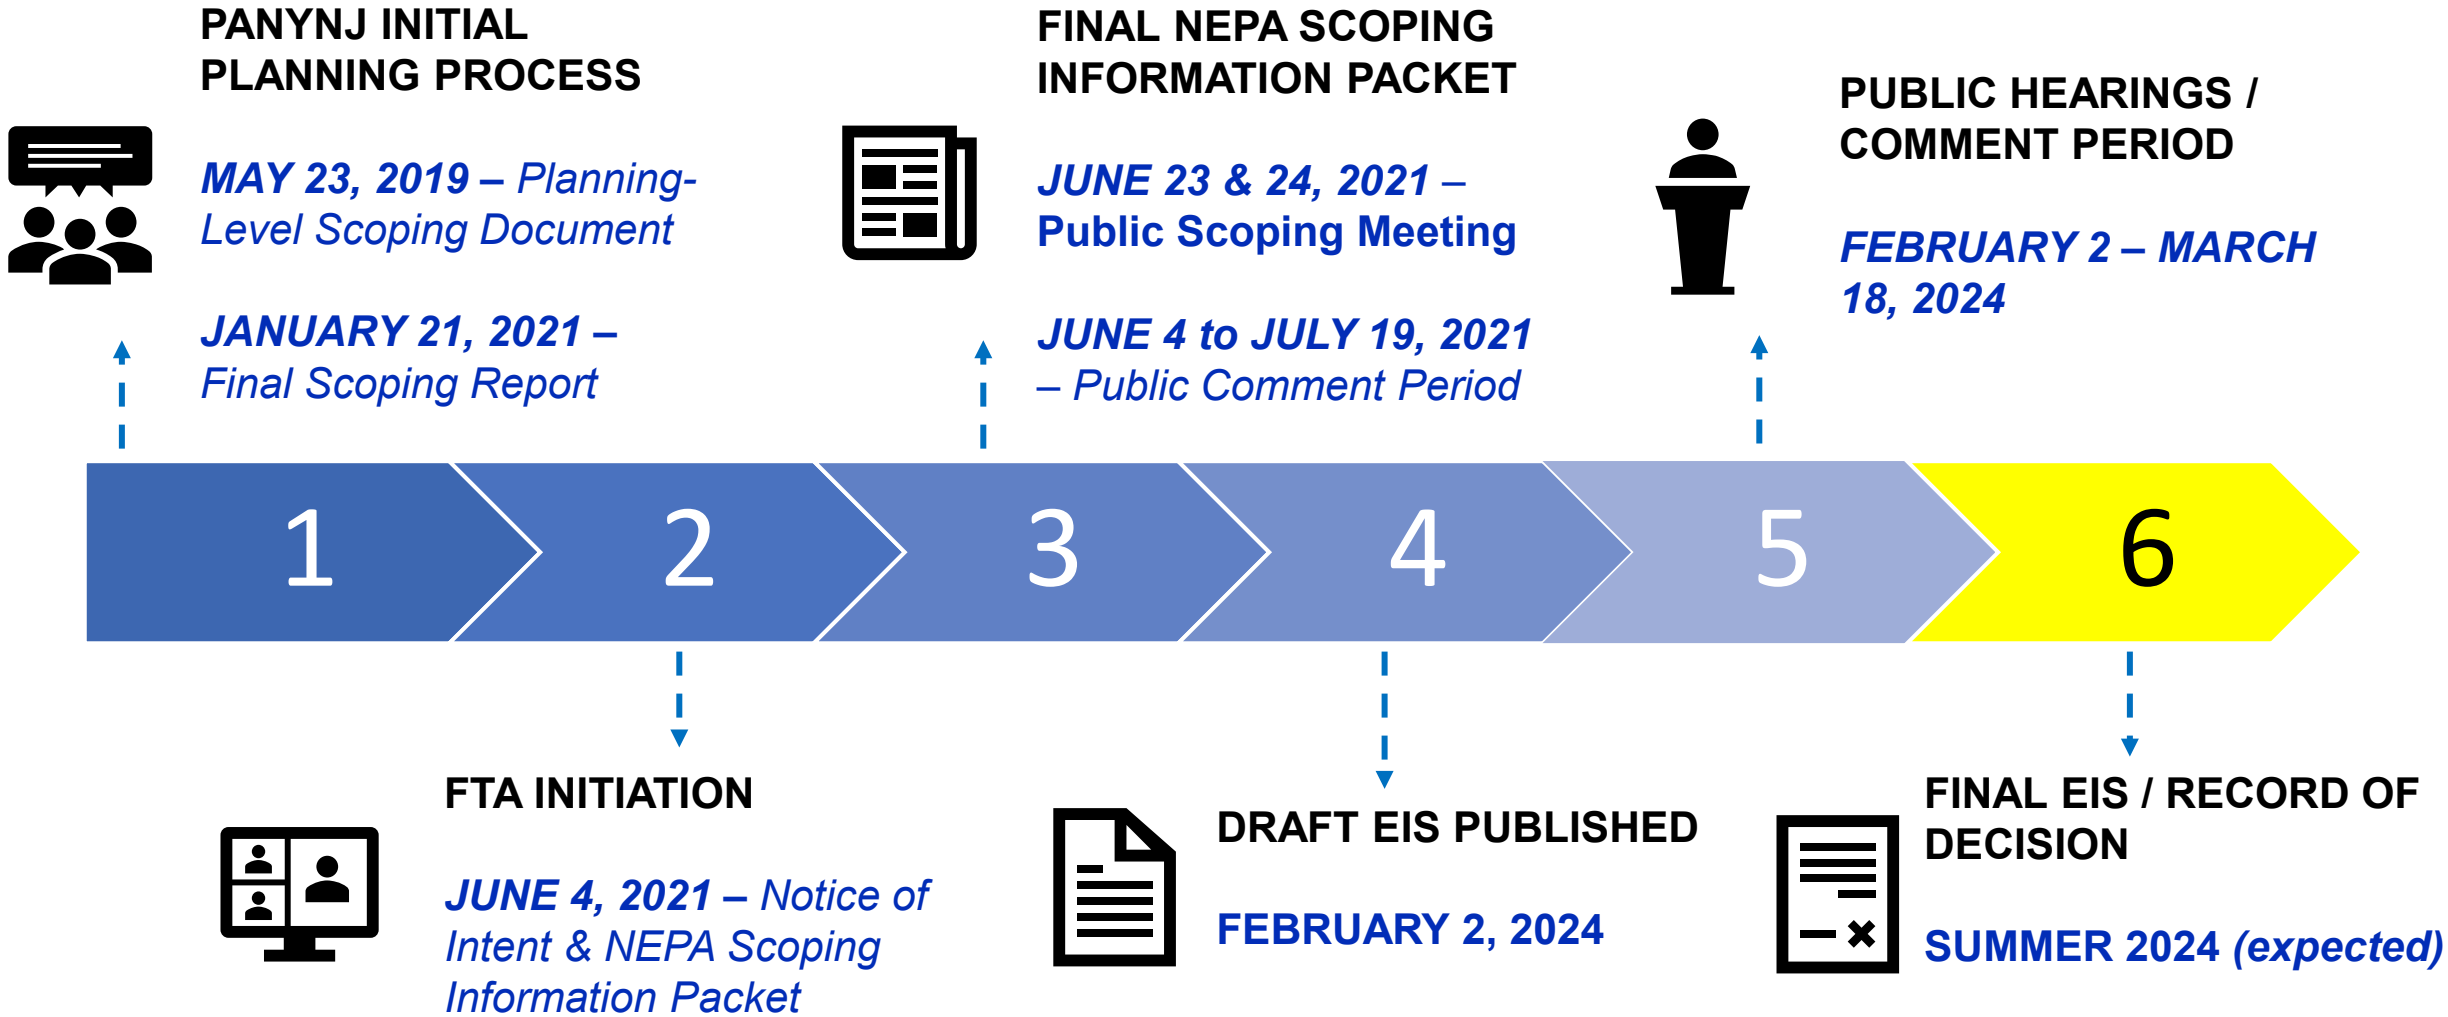 PANYNJ INITIAL
PLANNING PROCESS
MAY 23, 2019 – Planning-
Level Scoping Document
JANUARY 21, 2021 –
Final Scoping Report
FINAL NEPA SCOPING
INFORMATION PACKET
JUNE 23 & 24, 2021 –
Public Scoping Meeting
JUNE 4 to JULY 19, 2021
– Public Comment Period
PUBLIC HEARINGS /
COMMENT PERIOD
FEBRUARY 2 – MARCH
18, 2024
1
2
3
4
5
6
FTA INITIATION
JUNE 4, 2021 – Notice of
Intent & NEPA Scoping
Information Packet
DRAFT EIS PUBLISHED
FEBRUARY 2, 2024
FINAL EIS / RECORD OF
DECISION
SUMMER 2024 (expected)